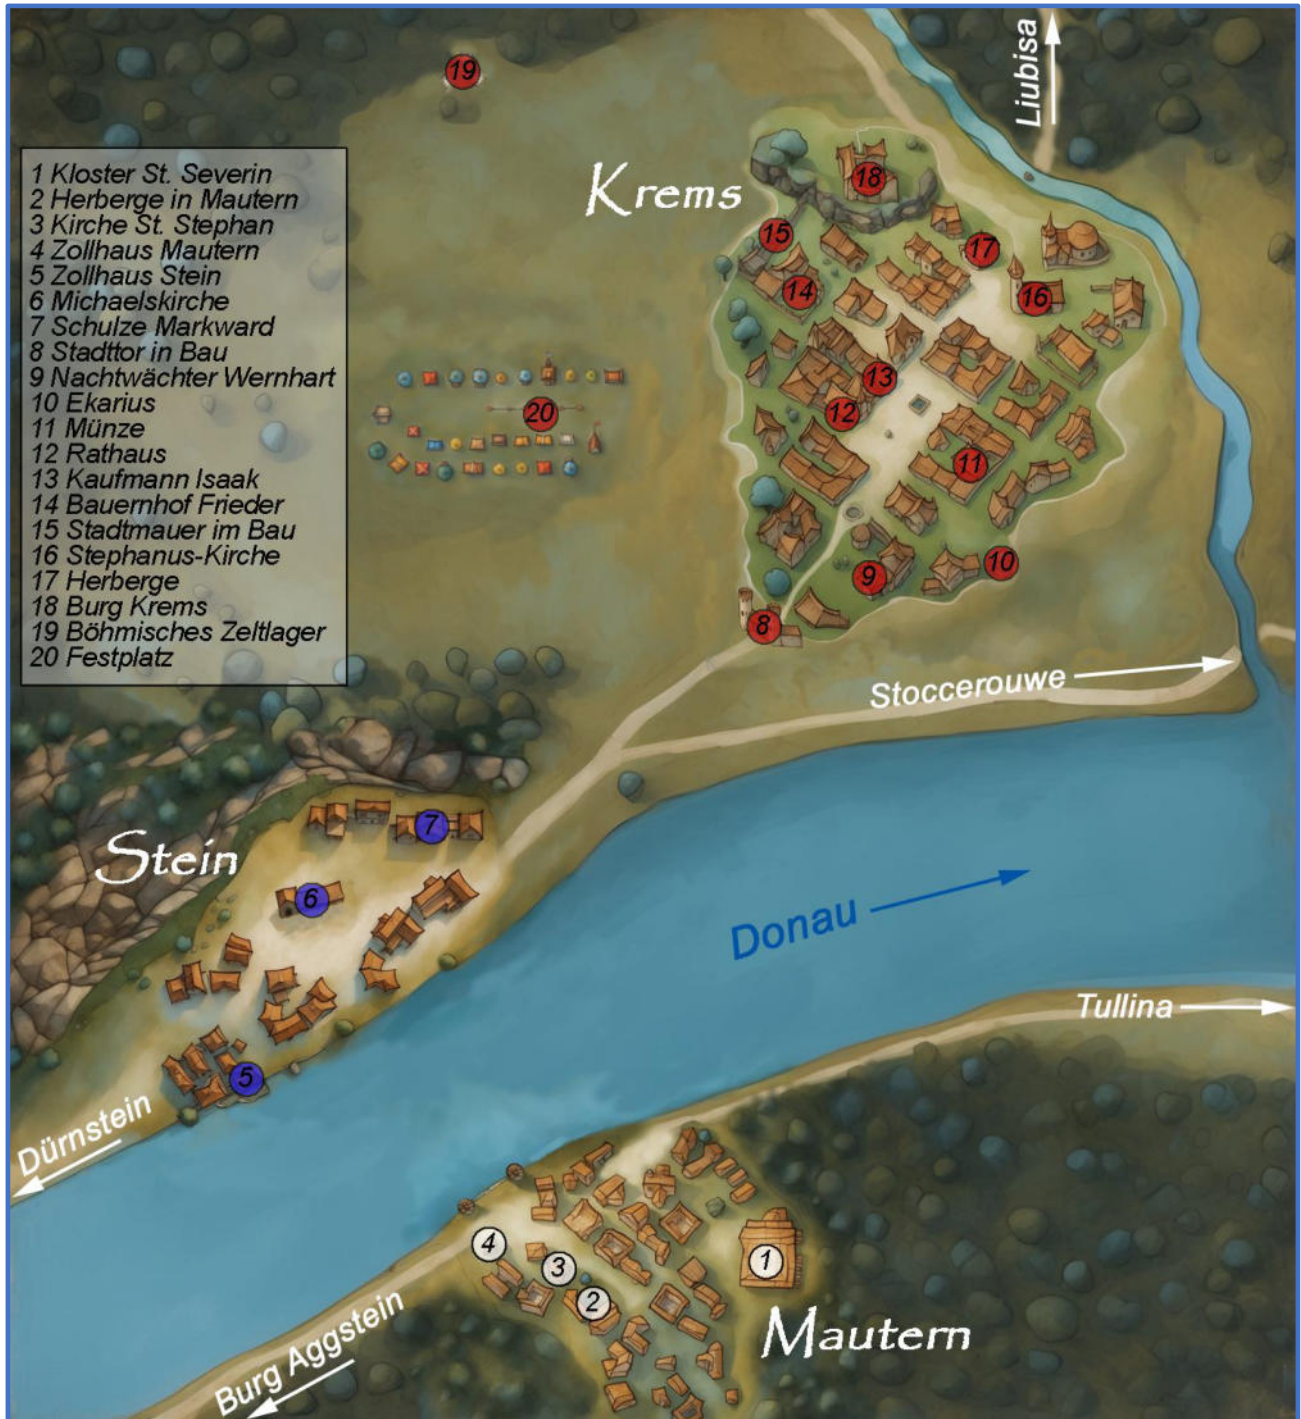 Liubisa
19
Krems
1 Kloster St. Severin
2 Herberge in Mautern
3 Kirche St. Stephan
4 Zollhaus Mautern
5 Zollhaus Stein
6 Michaelskirche
7 Schulze Markward
8 Stadttor in Bau
9 Nachtwächter Wernhart
10 Ekarius
11 Münze
12 Rathaus
13 Kaufmann Isaak
14 Bauernhof Frieder
15 Stadtmauer im Bau
16 Stephanus-Kirche
17 Herberge
18 Burg Krems
19 Böhmisches Zeltlager
20 Festplatz
18
15
17
14
16
13
20
12
11
10
9
8
Stoccerouwe
7
Stein
6
Donau
Tullina
5
Dürnstein
4
3
1
2
Mautern
Burg Aggstein